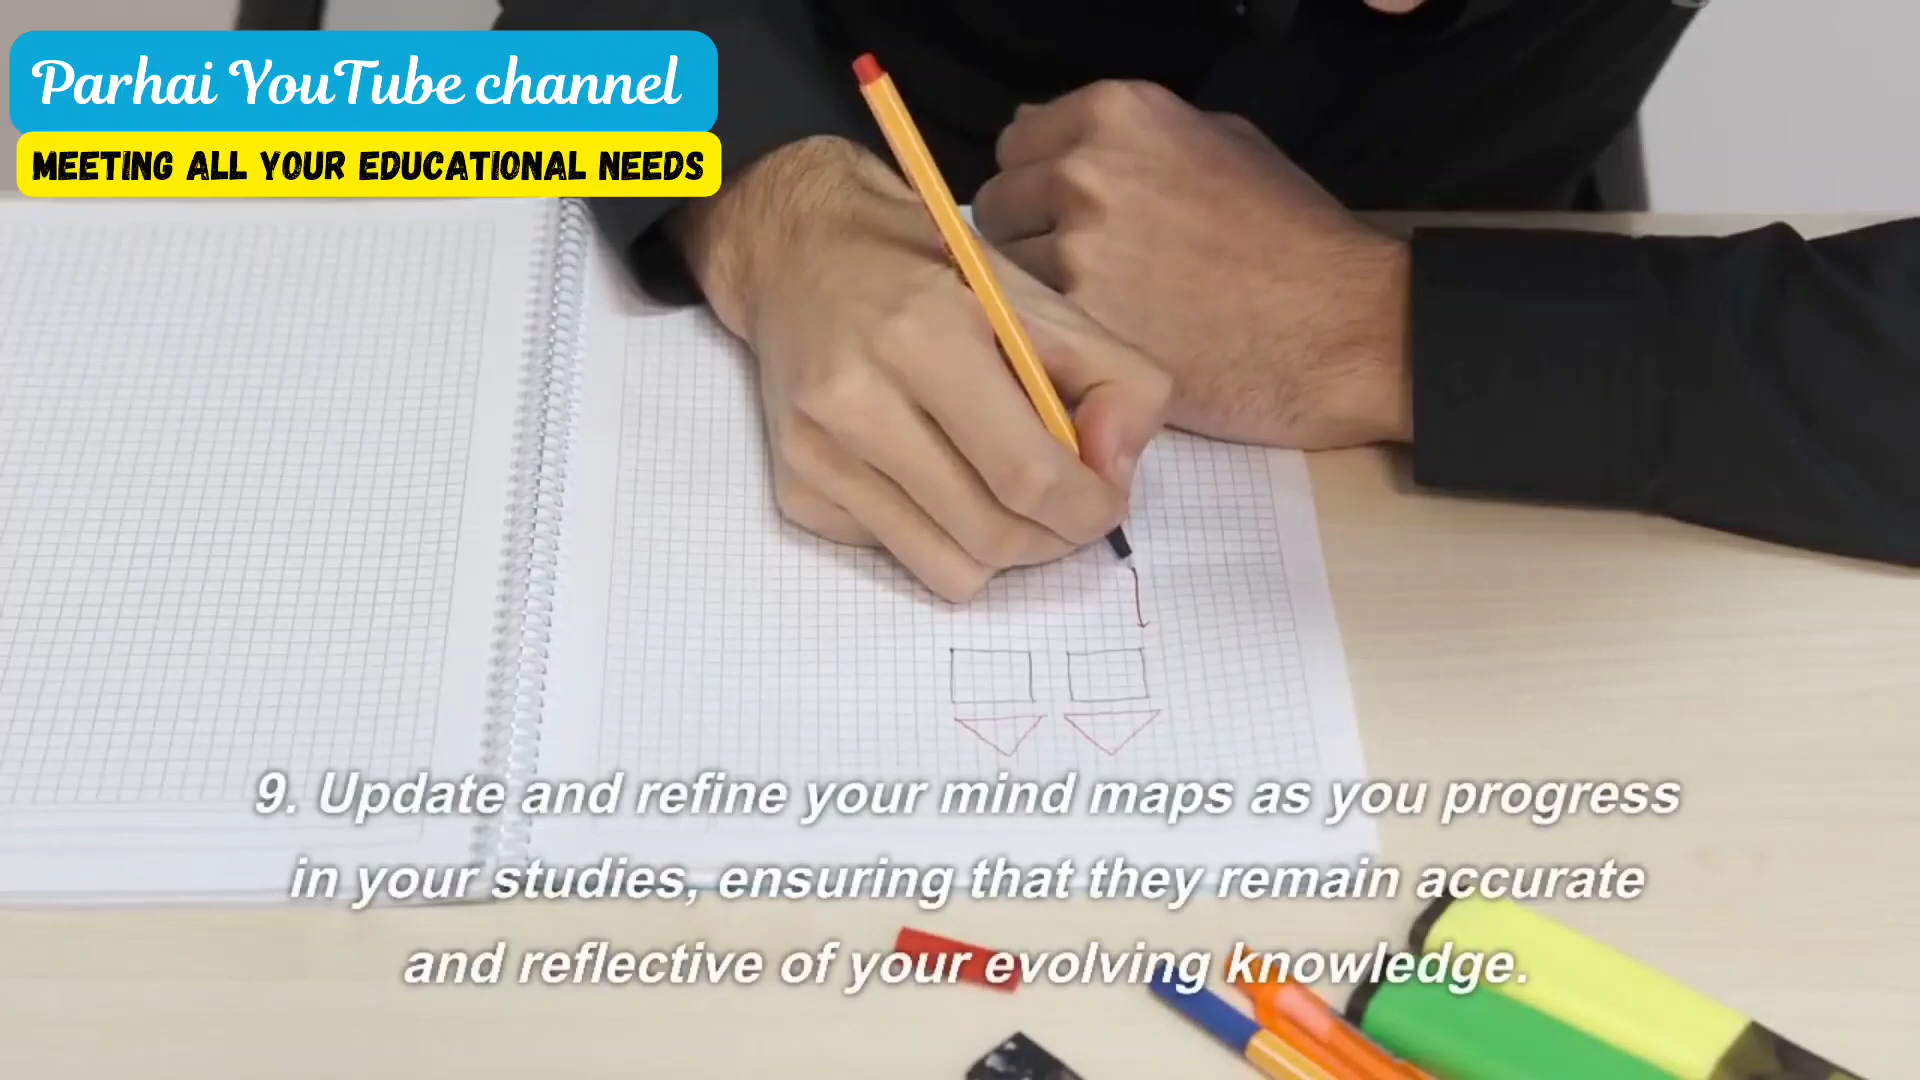 Parhai YouTube channel
MEETING ALL YOUR EDUCATIONAL NEEDS
9. Update and refine your mind maps as you progress
in your studies, ensuring that they remain accurate
and reflective of your evolving knowledge.